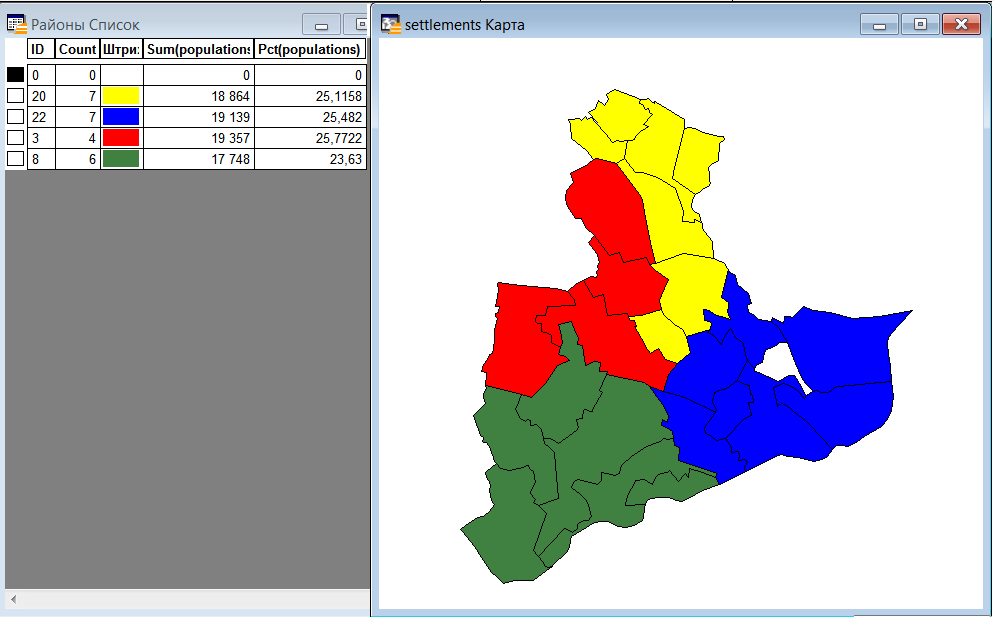 Районы Список
ID Count Штри: Sum(populations Pct(populations)
0 0 0 0
20 7 18 864 25,1158
22 7 19 139 25,482
3 4 19 357 25,7722
8 6 17 748 23,63
settlements Карта